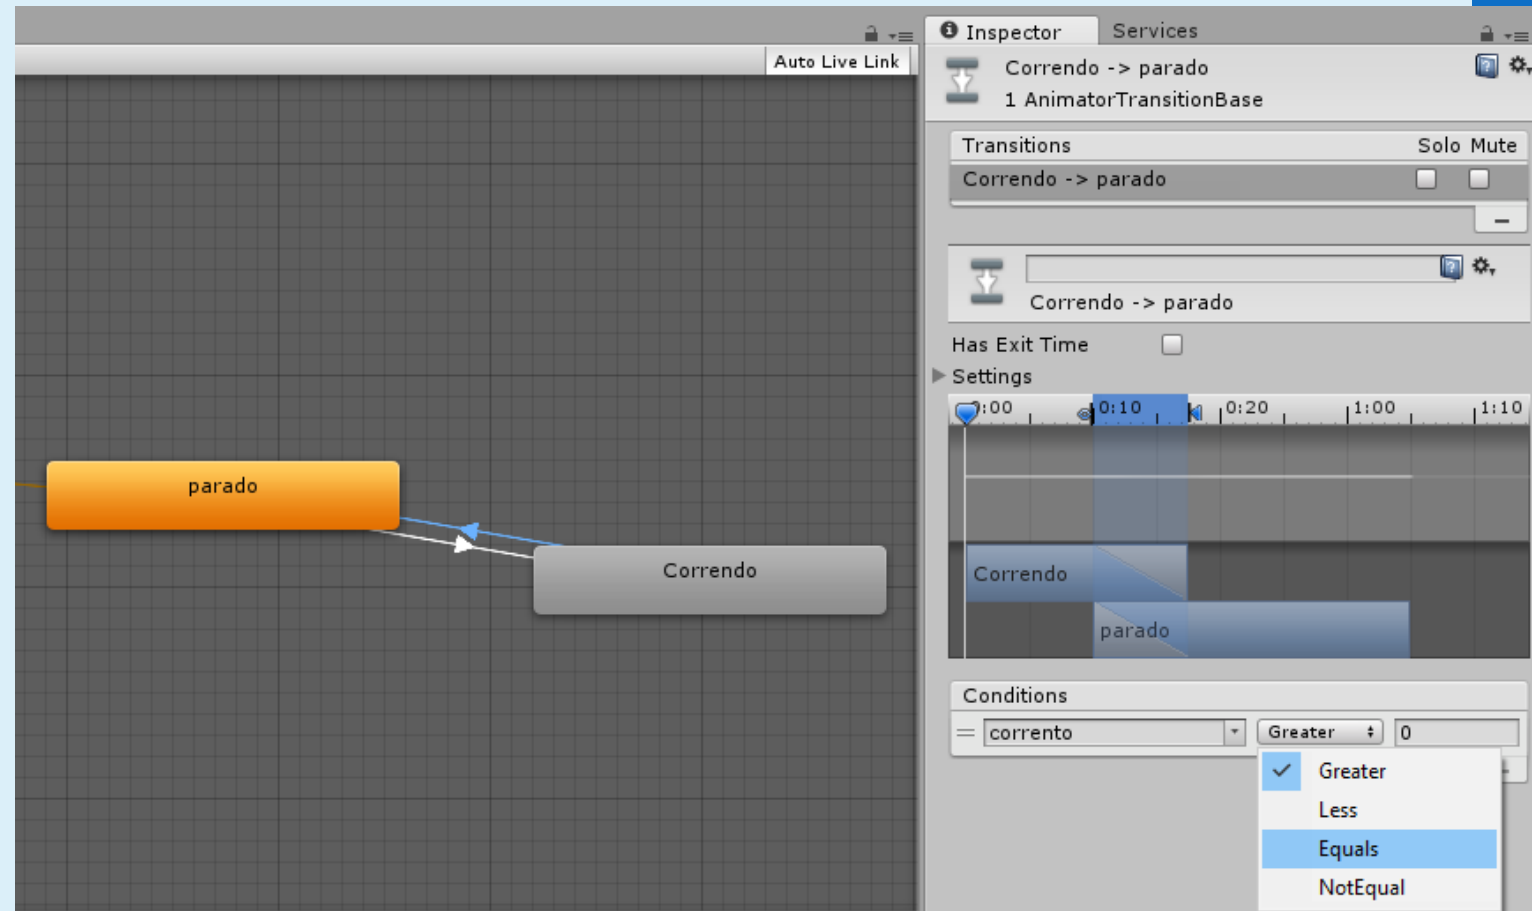 Inspector Services
Auto Live Link
Correndo -> parado
1 AnimatorTransitionBase
Transitions Solo Mute
Correndo -> parado
Correndo -> parado
Has Exit Time
Settings
:00 0:10 0:20 1:00 1:10
parado
Correndo
Correndo
parado
Conditions
corrento Greater 0
Greater
Less
Equals
NotEqual